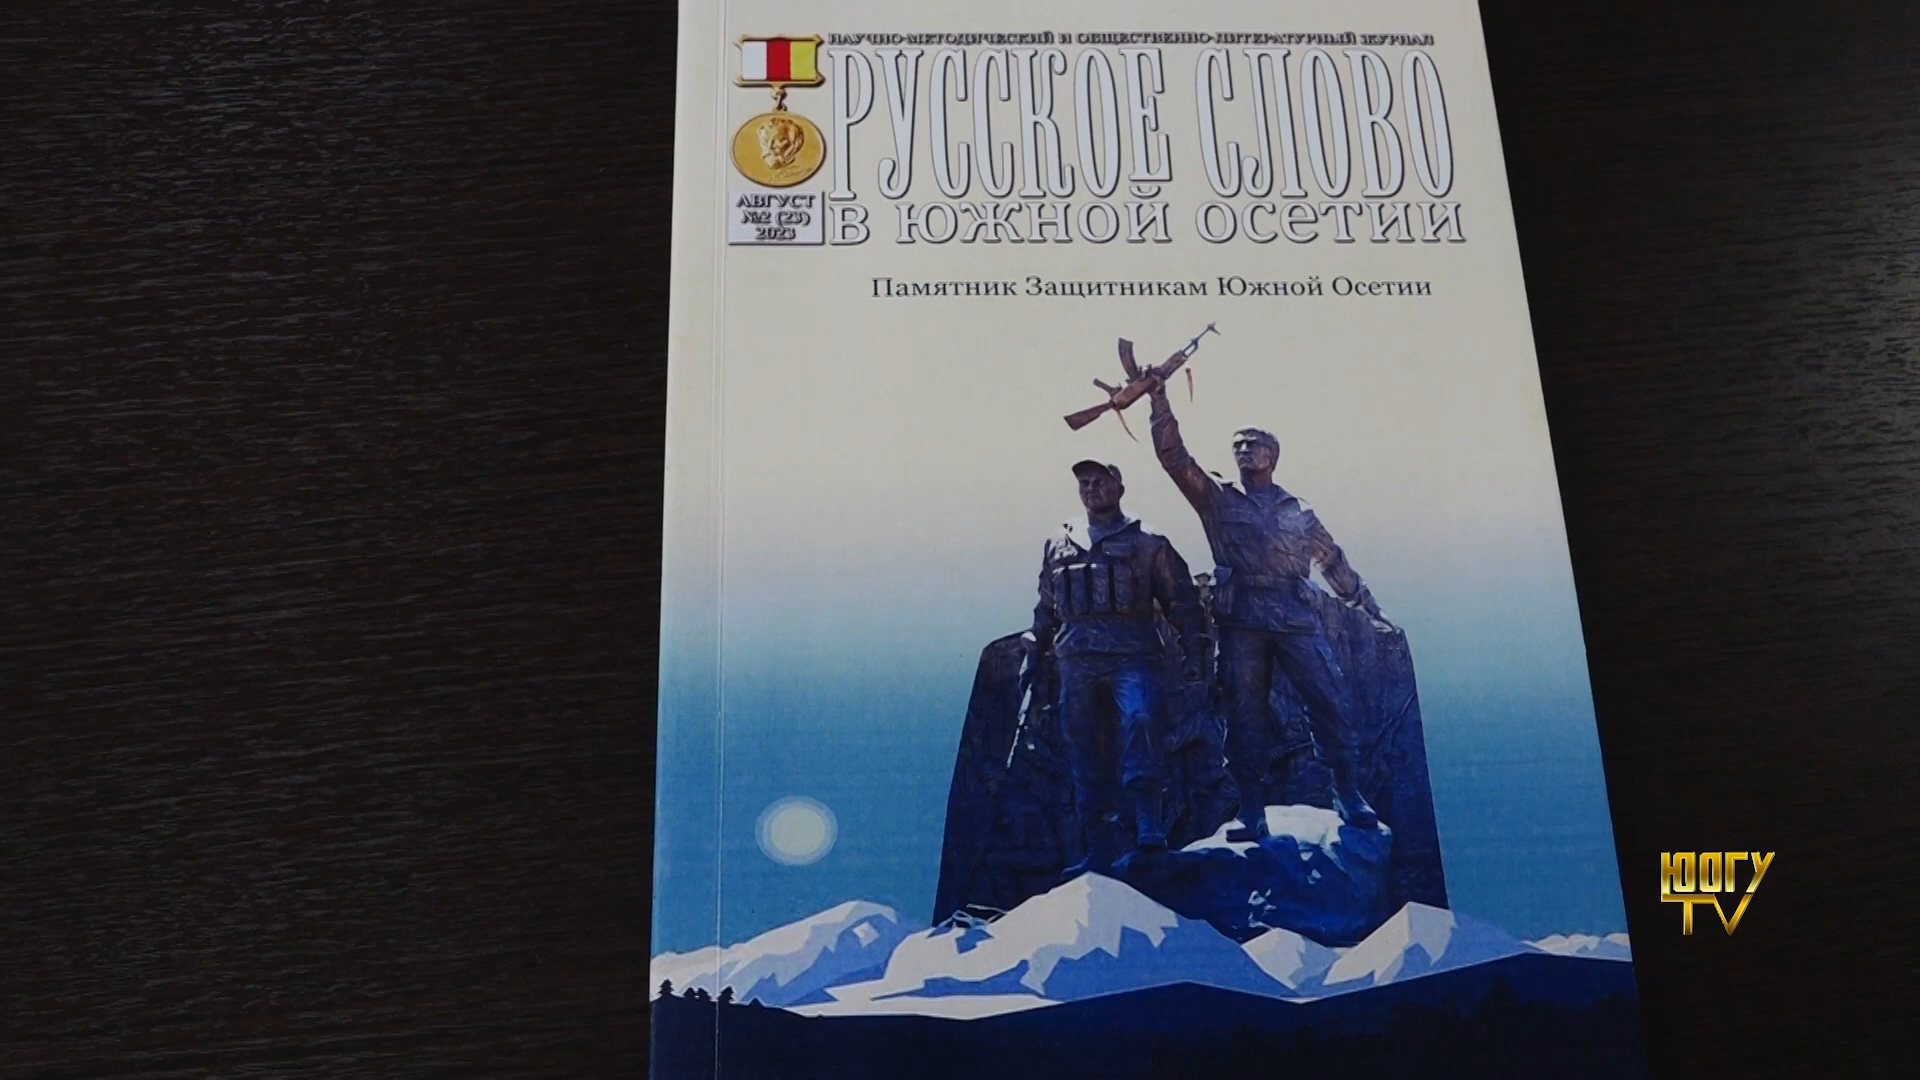 НАУЧНО-МЕТОДИЧЕСКИЙ И ОБЩЕСТВЕННО-ЛИТЕРАТУРНЫЙ ЖУРНАЛ
РУССКОЕ СЛОВО
В ЮЖНОЙ ОСЕТИИ
АВГУСТ
№2 (23)
2023
Памятник Защитникам Южной Осетии
ЮОГУ
TV